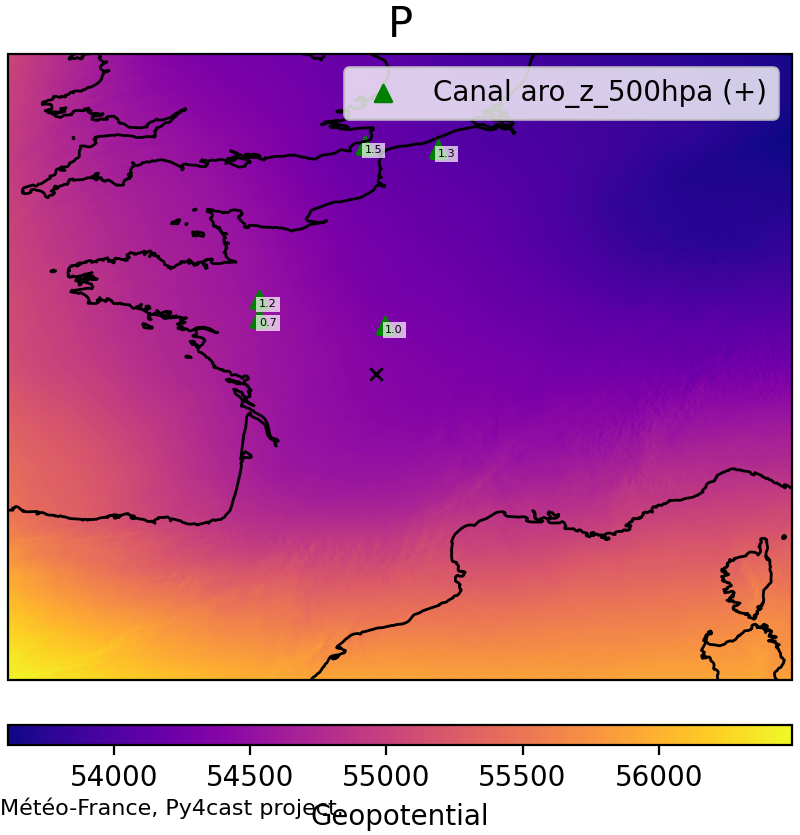 P
Canal aro_z_500hpa (+)
1.5
1.3
1.2
0.7
1.0
54000 54500 55000 55500 56000
Météo-France, Py4cast project,
Geopotential